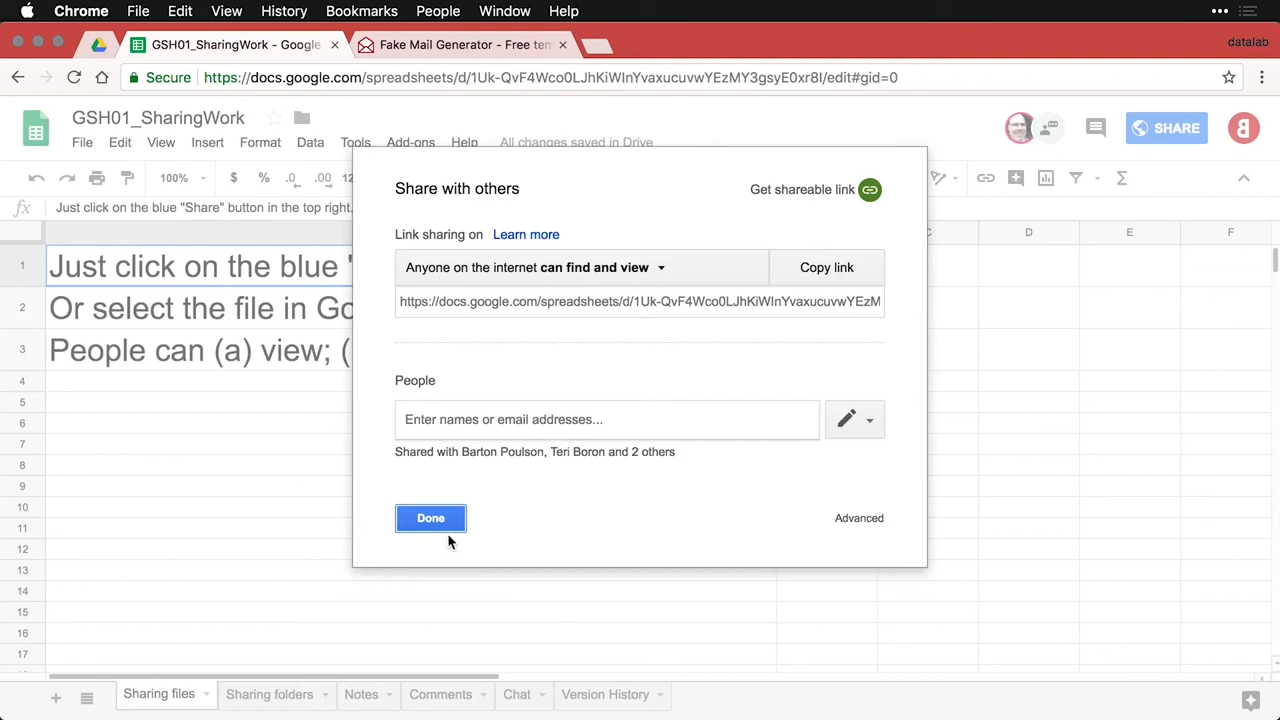 Chrome File Edit View History Bookmarks People Window Help
GSH01_SharingWork - Google
Fake Mail Generator - Free ten
datalab
Secure https://docs.google.com/spreadsheets/d/1Uk-QvF4Wco0LJhKiWInYvaxucuvwYEzMY3gsyE0xr8I/edit#gid=0
GSH01_SharingWork
SHARE
File Edit View Insert Format Data Tools Add-ons Help All changes saved in Drive
100% $ % .0 .00 12
fx Just click on the blue "Share" button in the top right.
C D E F
1 Just click on the blue "
2 Or select the file in Go
3 People can (a) view; (
4
5
6
7
8
9
10
11
12
13
14
15
16
17
Share with others
Get shareable link
Link sharing on Learn more
Anyone on the internet can find and view
Copy link
https://docs.google.com/spreadsheets/d/1Uk-QvF4Wco0LJhKiWInYvaxucuvwYEzM
People
Enter names or email addresses...
Shared with Barton Poulson, Teri Boron and 2 others
Done
Advanced
Sharing files Sharing folders Notes Comments Chat Version History